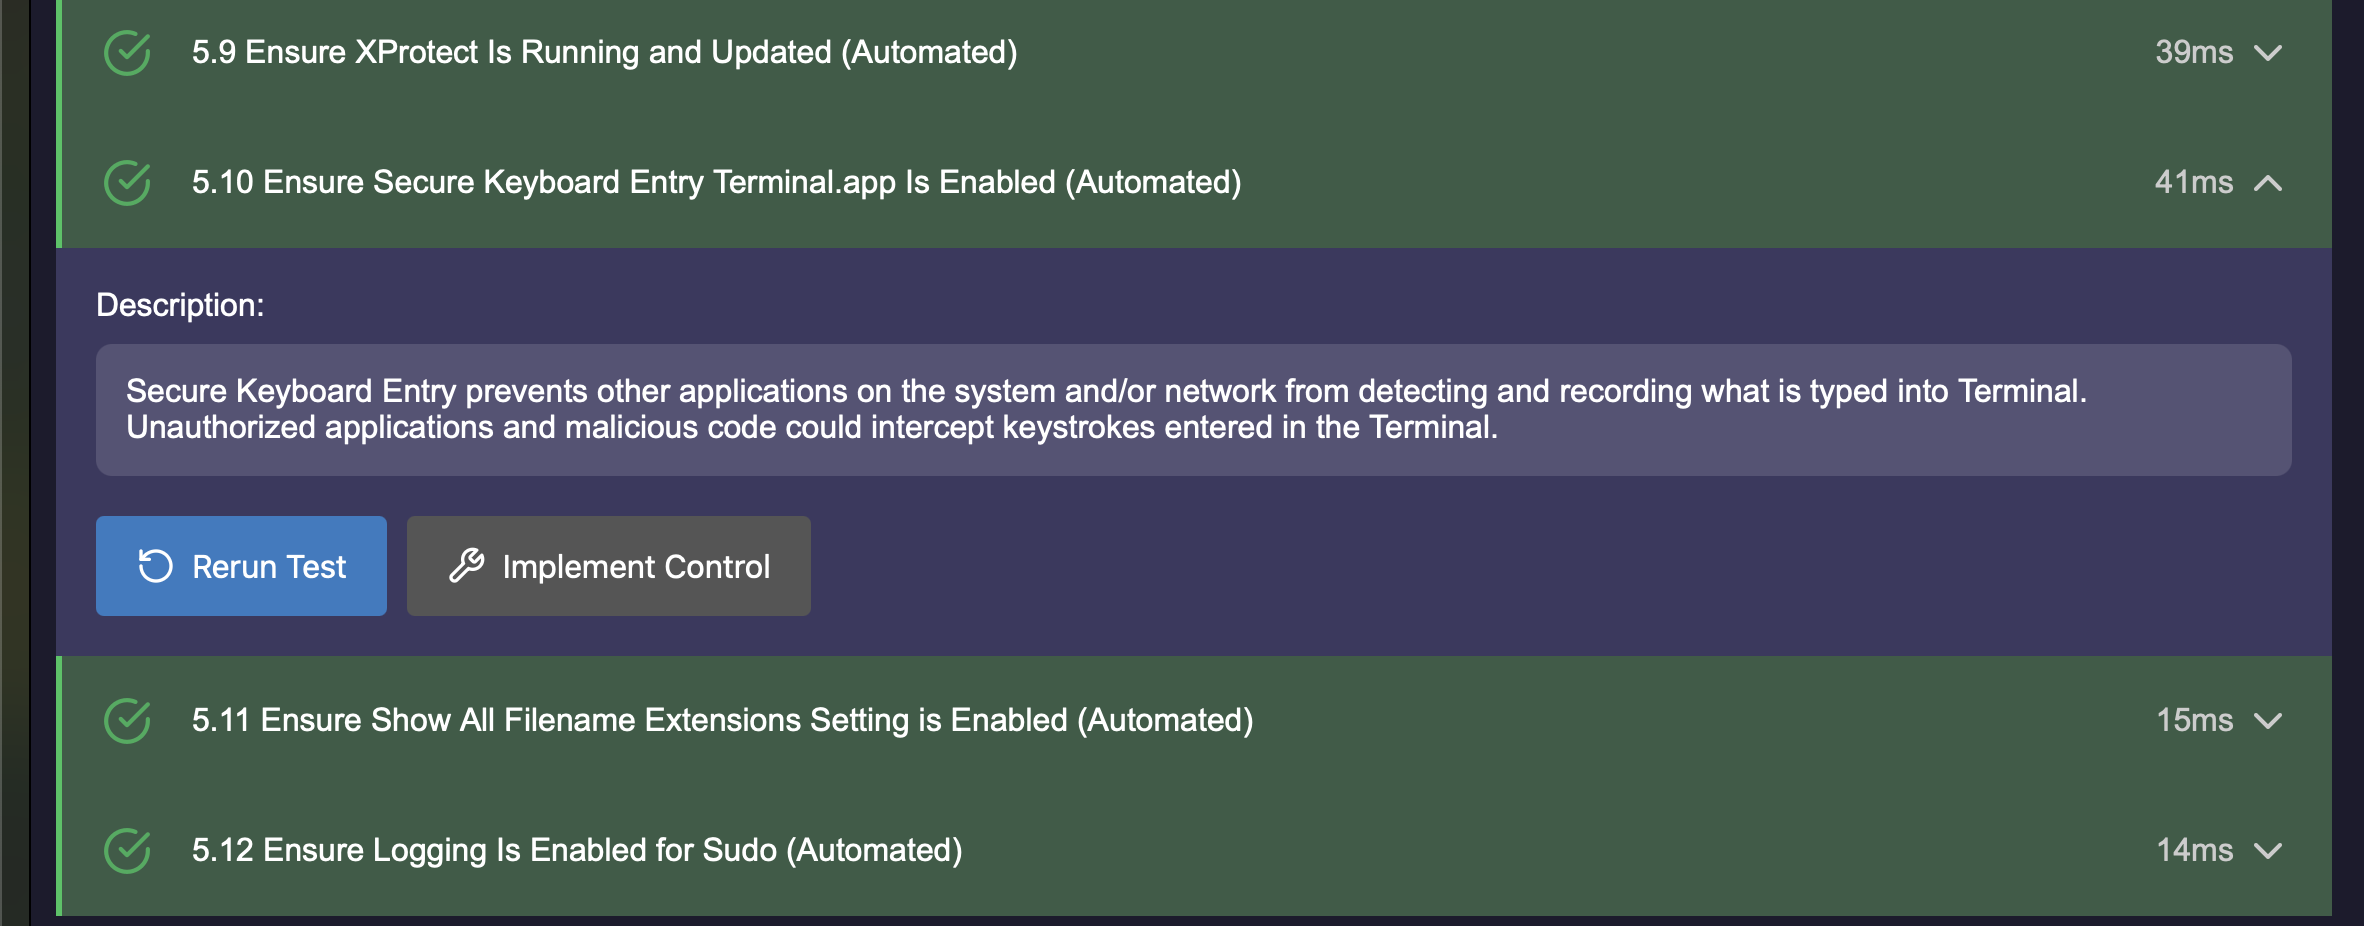 5.9 Ensure XProtect Is Running and Updated (Automated) 39ms
5.10 Ensure Secure Keyboard Entry Terminal.app Is Enabled (Automated) 41ms
Description:
Secure Keyboard Entry prevents other applications on the system and/or network from detecting and recording what is typed into Terminal.
Unauthorized applications and malicious code could intercept keystrokes entered in the Terminal.
Rerun Test Implement Control
5.11 Ensure Show All Filename Extensions Setting is Enabled (Automated) 15ms
5.12 Ensure Logging Is Enabled for Sudo (Automated) 14ms